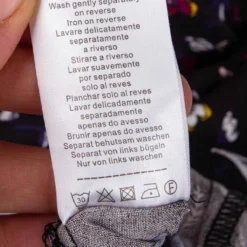 Wash gently separately
on reverse
Iron on reverse
Lavare delicatamente
separatamente
a riverso
Stirare a riverso
Lavar suavemente
por separado
solo al reves
Planchar solo al reves
Lavar delicadamente
separadamente
apenas do avesso
Brunir apenas do avesso
Separat behutsam waschen
Separat von links bügeln
Nur von links waschen
30
F